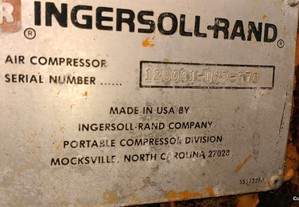 INGERSOLL-RAND
AIR COMPRESSOR
SERIAL NUMBER ......
MADE IN USA BY
INGERSOLL-RAND COMPANY
PORTABLE COMPRESSOR DIVISION
MOCKSVILLE, NORTH CAROLINA 27028